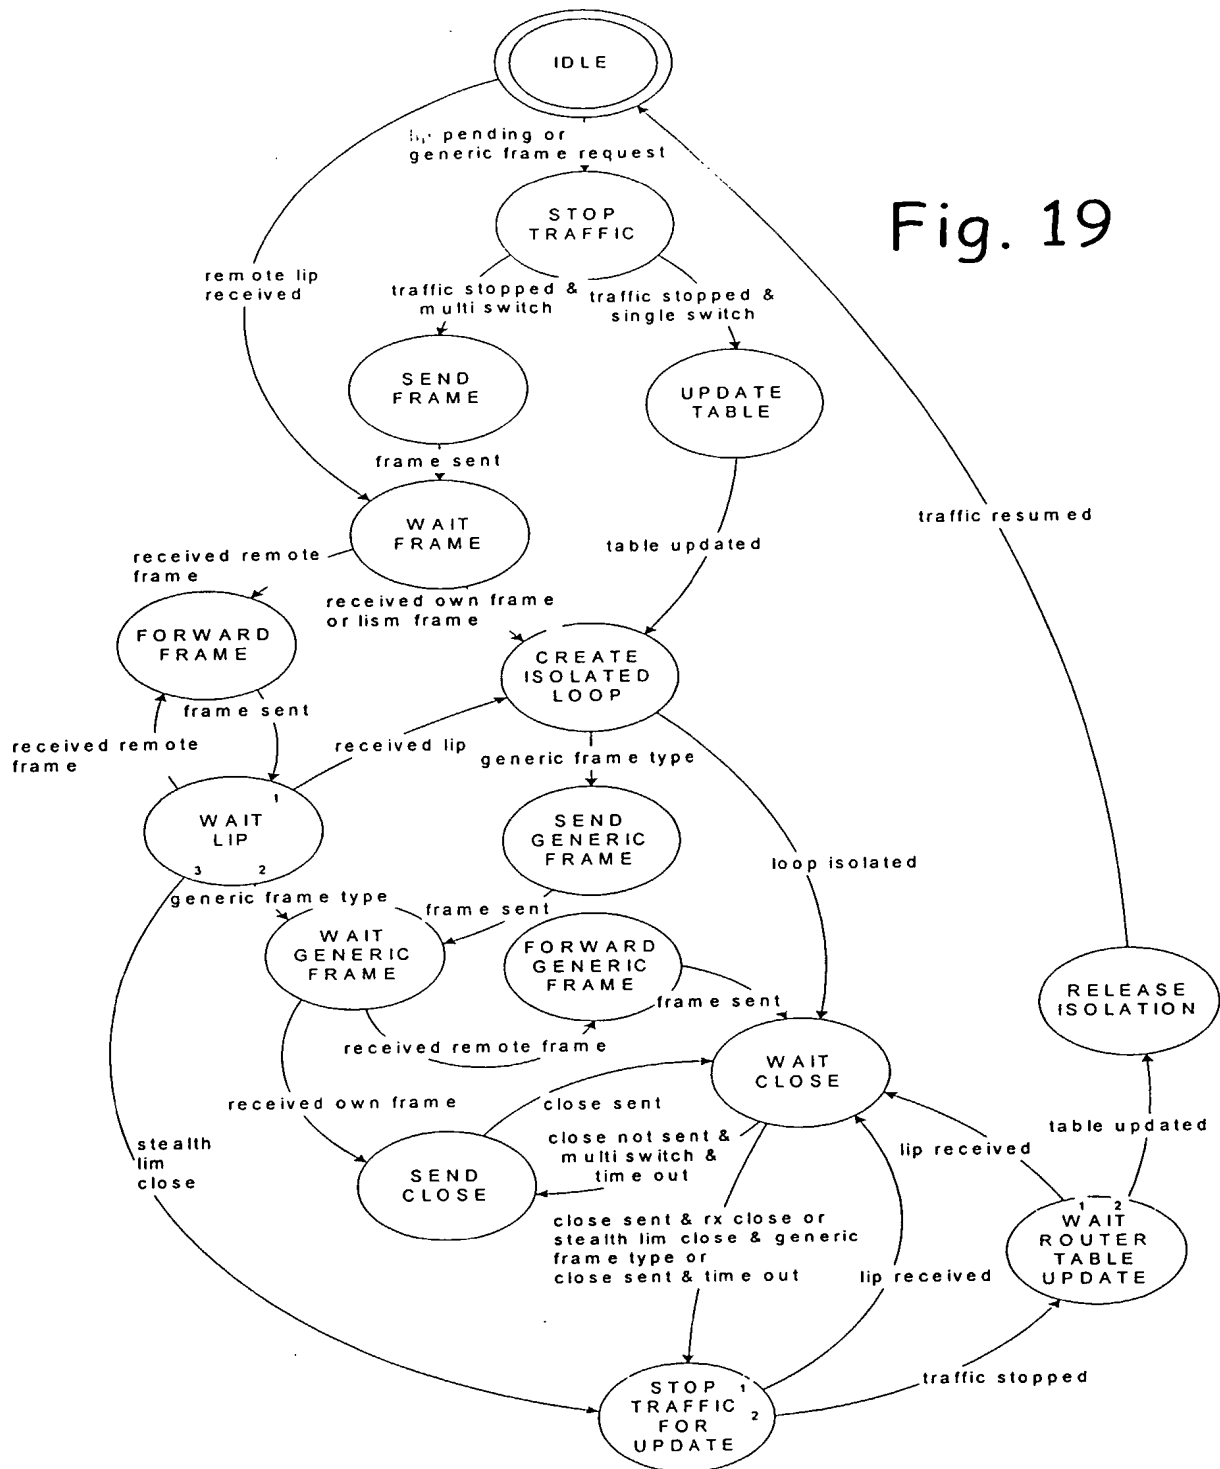 IDLE
pending or
generic frame request
STOP
TRAFFIC
Fig. 19
remote lip
received
traffic stopped &
multi switch
traffic stopped &
single switch
SEND
FRAME
UPDATE
TABLE
frame sent
WAIT
FRAME
traffic resumed
table updated
received remote
frame
received own frame
or lism frame
FORWARD
FRAME
CREATE
ISOLATED
LOOP
frame sent
received remote
frame
received lip
generic frame type
1
WAIT
LIP
3 2
SEND
GENERIC
FRAME
loop isolated
generic frame type
frame sent
WAIT
GENERIC
FRAME
FORWARD
GENERIC
FRAME
frame sent
RELEASE
ISOLATION
received remote frame
WAIT
CLOSE
received own frame
close sent
table updated
stealth
lim
close
close not sent &
multi switch &
time out
lip received
SEND
CLOSE
1 2
WAIT
ROUTER
TABLE
UPDATE
close sent & rx close or
stealth lim close & generic
frame type or
close sent & time out
lip received
traffic stopped
STOP 1
TRAFFIC 2
FOR
UPDATE